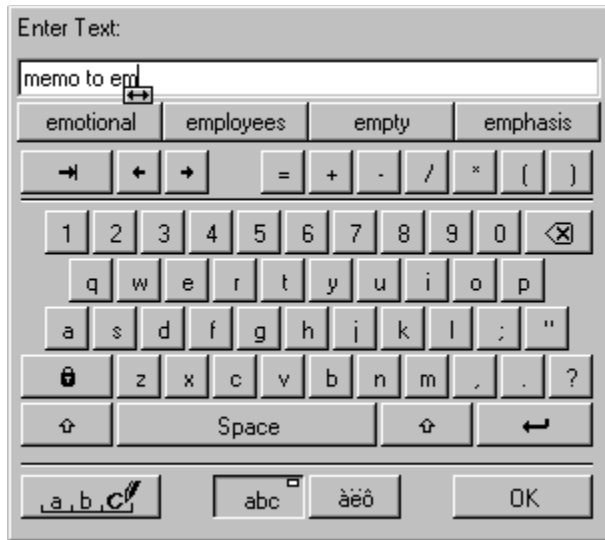 Enter Text:
memo to em
emotional employees empty emphasis
= + - / * ( )
1 2 3 4 5 6 7 8 9 0
q w e r t y u i o p
a s d f g h j k l ; "
z x c v b n m , . ?
Space
a b c abc àëô OK